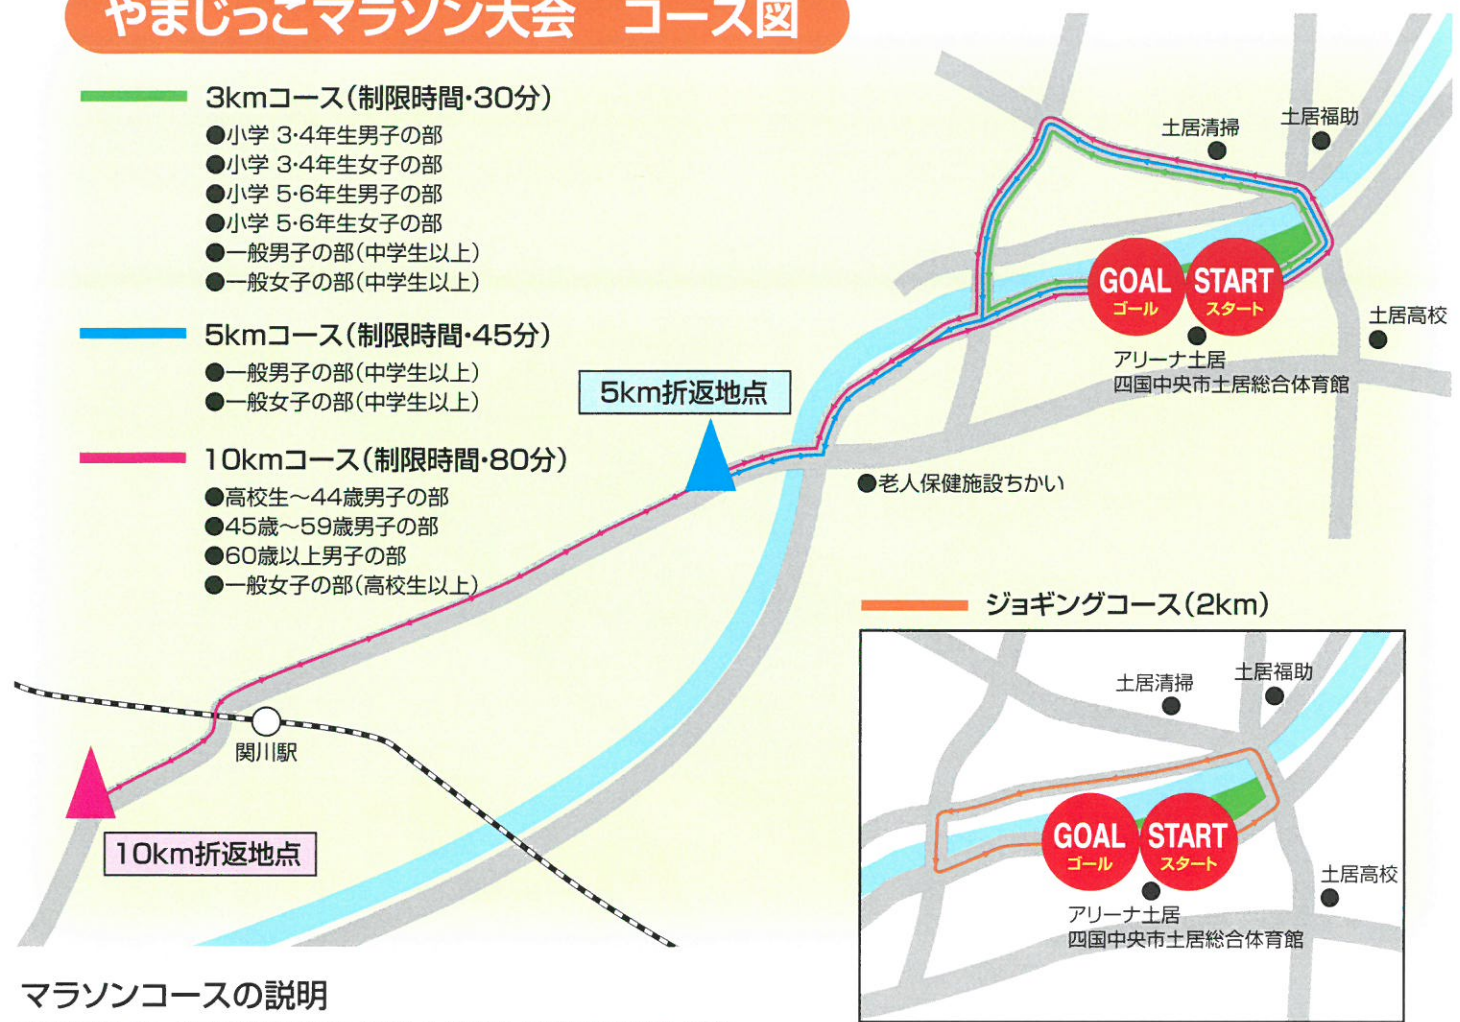 やまじっこマラソン大会　コース図
3kmコース（制限時間・30分）
●小学 3・4年生男子の部
●小学 3・4年生女子の部
●小学 5・6年生男子の部
●小学 5・6年生女子の部
●一般男子の部（中学生以上）
●一般女子の部（中学生以上）
5kmコース（制限時間・45分）
●一般男子の部（中学生以上）
●一般女子の部（中学生以上）
10kmコース（制限時間・80分）
●高校生～44歳男子の部
●45歳～59歳男子の部
●60歳以上男子の部
●一般女子の部（高校生以上）
土居清掃
土居福助
GOAL
ゴール
START
スタート
土居高校
アリーナ土居
四国中央市土居総合体育館
5km折返地点
●老人保健施設ちかい
関川駅
10km折返地点
ジョギングコース（2km）
土居清掃
土居福助
GOAL
ゴール
START
スタート
土居高校
アリーナ土居
四国中央市土居総合体育館
マラソンコースの説明